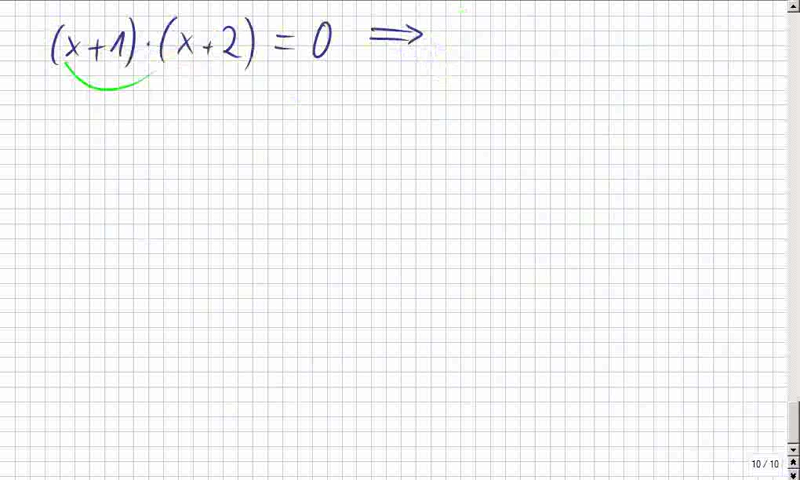 (x+1)·(x+2) = 0 ⟹
10 / 10